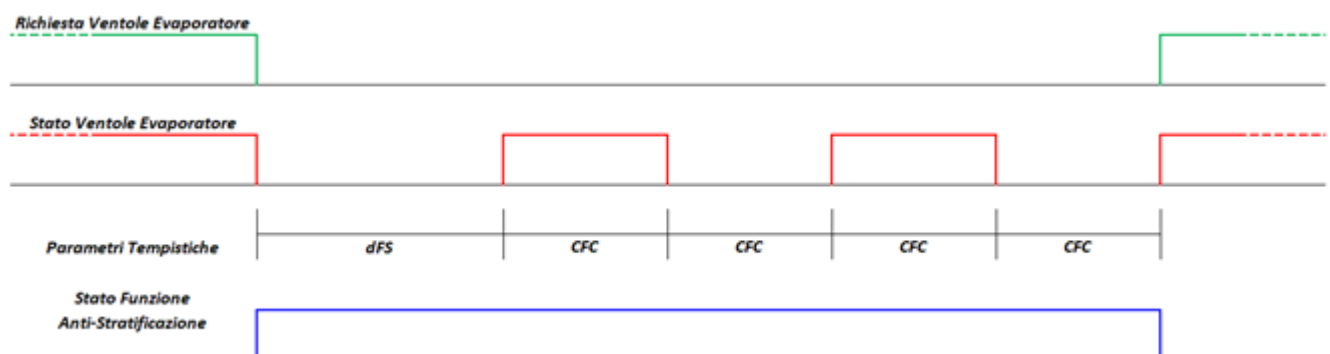 Richiesta Ventole Evaporatore
Stato Ventole Evaporatore
Parametri Tempistiche dFS CFC CFC CFC CFC
Stato Funzione
Anti-Stratificazione